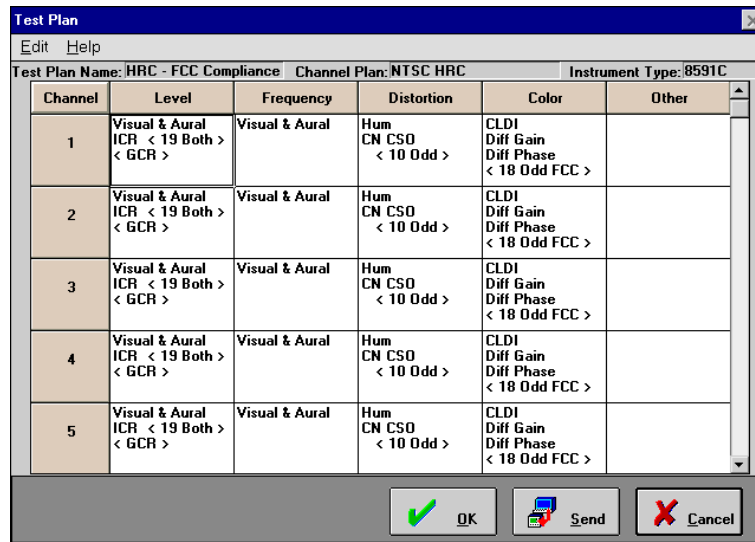 Test Plan
Edit Help
Test Plan Name: HRC - FCC Compliance Channel Plan: NTSC HRC Instrument Type: 8591C
Channel Level Frequency Distortion Color Other
1
Visual & Aural
ICR < 19 Both >
< GCR >
Visual & Aural
Hum
CN CSO
< 10 Odd >
CLDI
Diff Gain
Diff Phase
< 18 Odd FCC >
2
Visual & Aural
ICR < 19 Both >
< GCR >
Visual & Aural
Hum
CN CSO
< 10 Odd >
CLDI
Diff Gain
Diff Phase
< 18 Odd FCC >
3
Visual & Aural
ICR < 19 Both >
< GCR >
Visual & Aural
Hum
CN CSO
< 10 Odd >
CLDI
Diff Gain
Diff Phase
< 18 Odd FCC >
4
Visual & Aural
ICR < 19 Both >
< GCR >
Visual & Aural
Hum
CN CSO
< 10 Odd >
CLDI
Diff Gain
Diff Phase
< 18 Odd FCC >
5
Visual & Aural
ICR < 19 Both >
< GCR >
Visual & Aural
Hum
CN CSO
< 10 Odd >
CLDI
Diff Gain
Diff Phase
< 18 Odd FCC >
OK Send Cancel